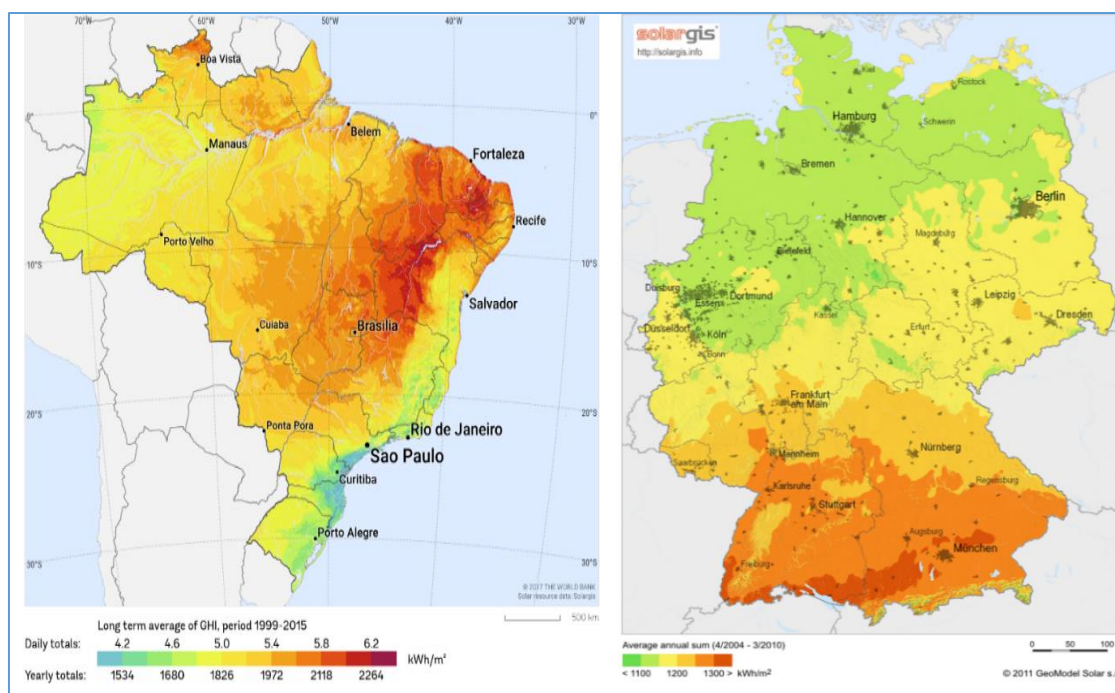 70°W
60°W
50°W
40°W
Boa Vista
0°
0°
Manaus
Belem
Fortaleza
Recife
Porto Velho
10°S
10°S
Salvador
Cuiaba
Brasília
20°S
20°S
Ponta Pora
Rio de Janeiro
Sao Paulo
Curitiba
Porto Alegre
30°S
30°S
© 2017 THE WORLD BANK
Solar resource data: Solargis
500 km
Long term average of GHI, period 1999-2015
Daily totals: 4.2 4.6 5.0 5.4 5.8 6.2 kWh/m²
Yearly totals: 1534 1680 1826 1972 2118 2264
solargis
http://solargis.info
Kiel
Rostock
Hamburg
Schwerin
Bremen
Berlin
Hannover
Magdeburg
Bielefeld
Duisburg
Essen
Dortmund
Leipzig
Kassel
Düsseldorf
Köln
Erfurt
Dresden
Bonn
Frankfurt
am Main
Nürnberg
Mannheim
Saarbrücken
Karlsruhe
Regensburg
Stuttgart
Augsburg
München
Freiburg
Average annual sum (4/2004 - 3/2010)
< 1100 1200 1300 > kWh/m2
0 50 100
© 2011 GeoModel Solar s.